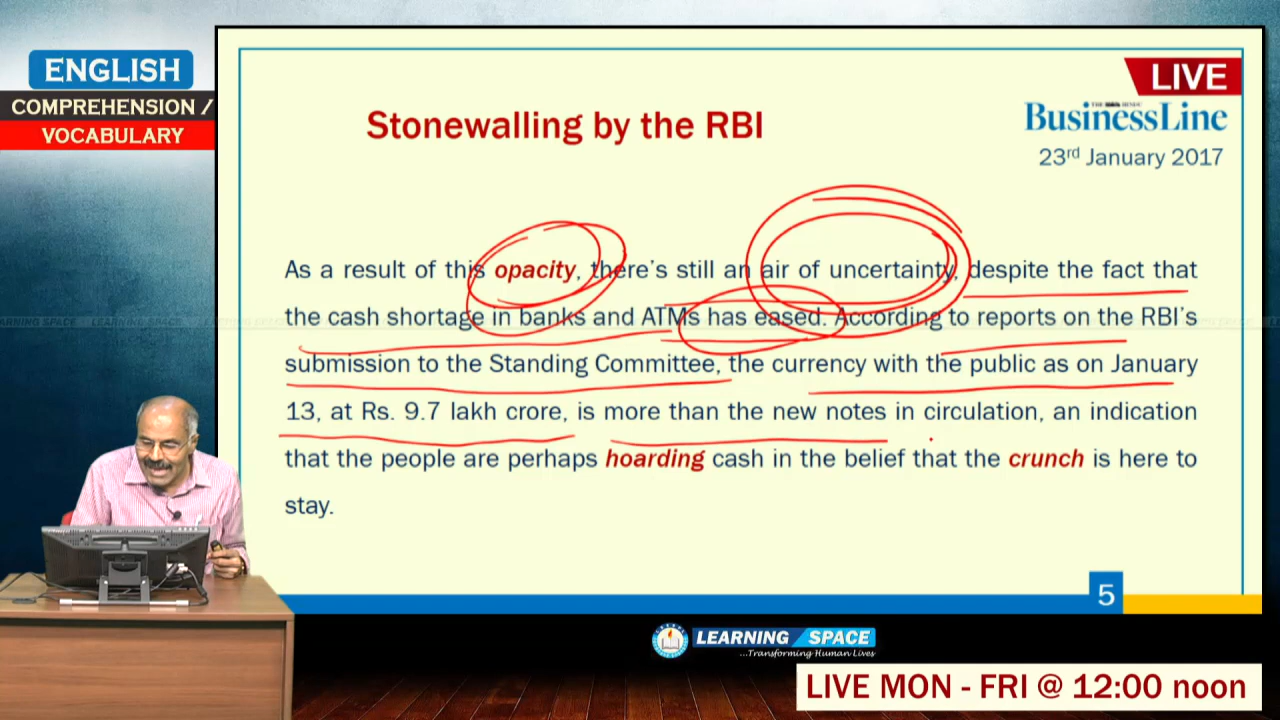 ENGLISH
COMPREHENSION /
VOCABULARY
LIVE
Stonewalling by the RBI
THE HINDU
BusinessLine
23rd January 2017
As a result of this opacity, there's still an air of uncertainty, despite the fact that
the cash shortage in banks and ATMs has eased. According to reports on the RBI's
submission to the Standing Committee, the currency with the public as on January
13, at Rs. 9.7 lakh crore, is more than the new notes in circulation, an indication
that the people are perhaps hoarding cash in the belief that the crunch is here to
stay.
5
LEARNING SPACE
...Transforming Human Lives
LIVE MON - FRI @ 12:00 noon